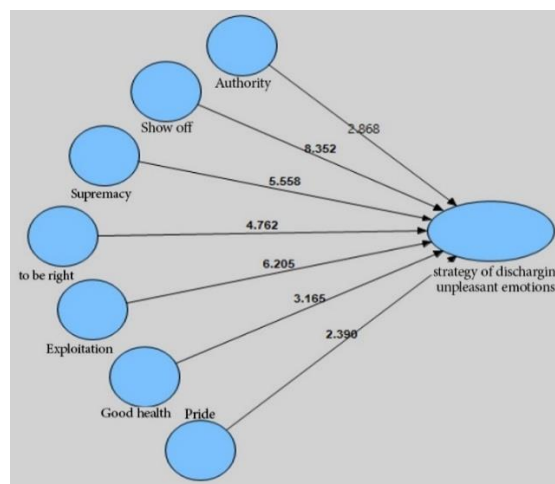 Authority
2.868
Show off
8.352
Supremacy
5.558
to be right
4.762
Exploitation
6.205
strategy of dischargin
unpleasant emotions
Good health
3.165
Pride
2.390